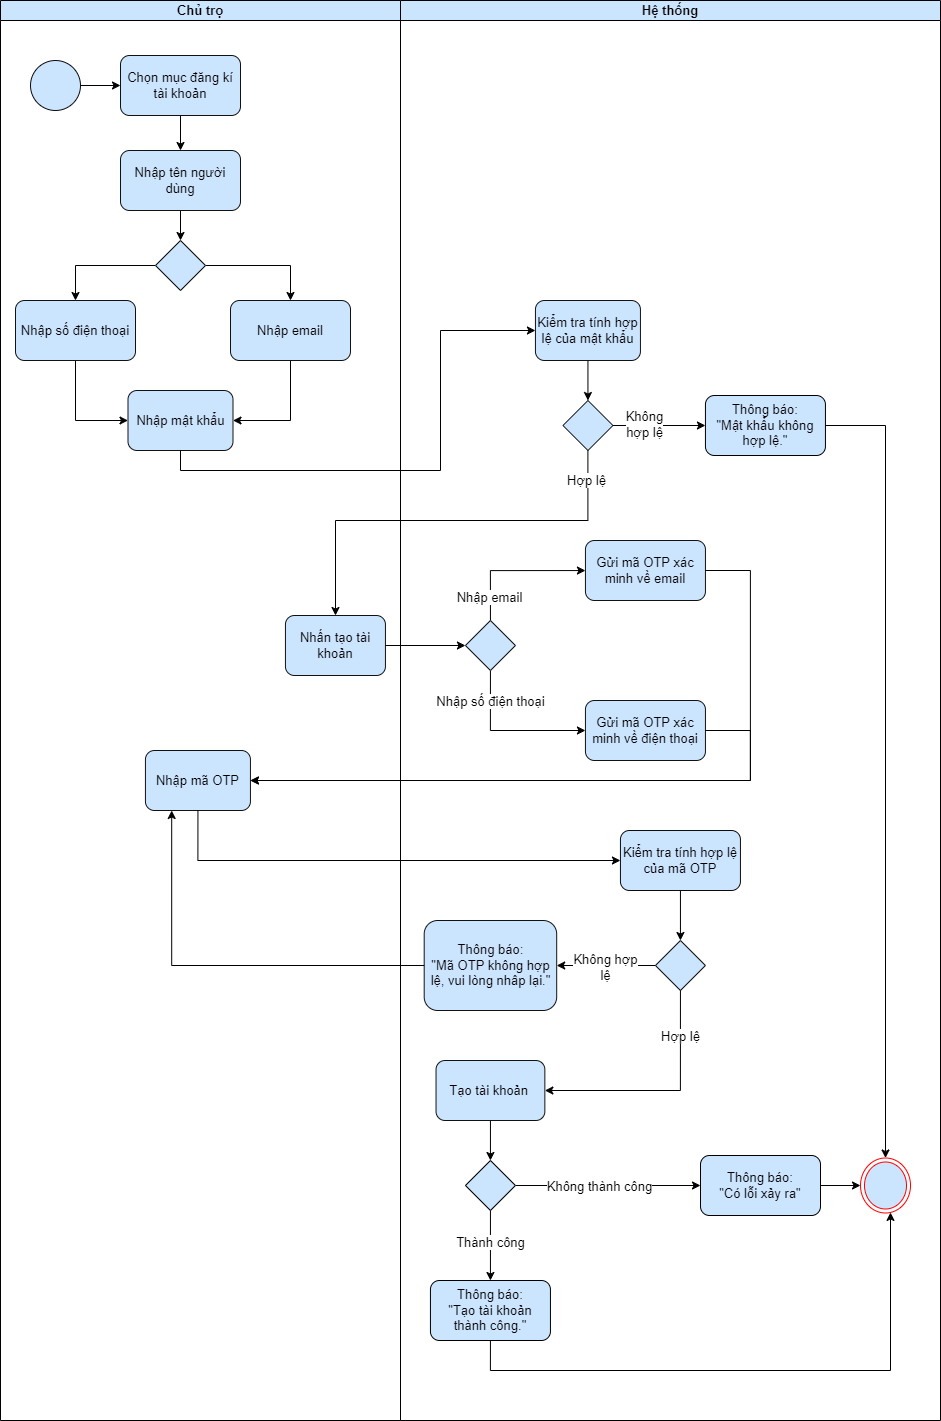 Chủ trọ
Hệ thống
Chọn mục đăng kí
tài khoản
Nhập tên người
dùng
Nhập số điện thoại
Nhập email
Nhập mật khẩu
Kiểm tra tính hợp
lệ của mật khẩu
Không
hợp lệ
Thông báo:
"Mật khẩu không
hợp lệ."
Hợp lệ
Gửi mã OTP xác
minh về email
Nhập email
Nhấn tạo tài
khoản
Nhập số điện thoại
Gửi mã OTP xác
minh về điện thoại
Nhập mã OTP
Kiểm tra tính hợp lệ
của mã OTP
Không hợp
lệ
Thông báo:
"Mã OTP không hợp
lệ, vui lòng nhâp lại."
Hợp lệ
Tạo tài khoản
Không thành công
Thông báo:
"Có lỗi xảy ra"
Thành công
Thông báo:
"Tạo tài khoản
thành công."